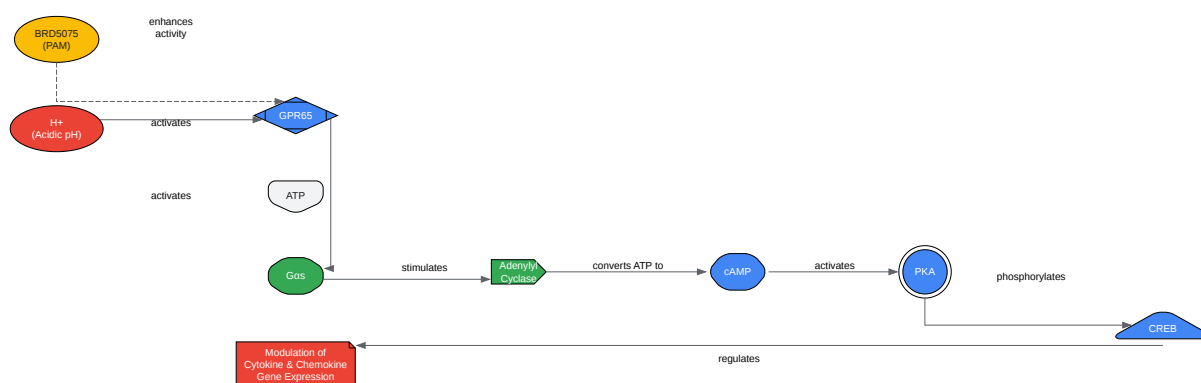 enhances
activity
BRD5075
(PAM)
H+
(Acidic pH)
activates
GPR65
activates
ATP
Gαs
stimulates
Adenylyl
Cyclase
converts ATP to
cAMP
activates
PKA
phosphorylates
CREB
regulates
Modulation of
Cytokine & Chemokine
Gene Expression